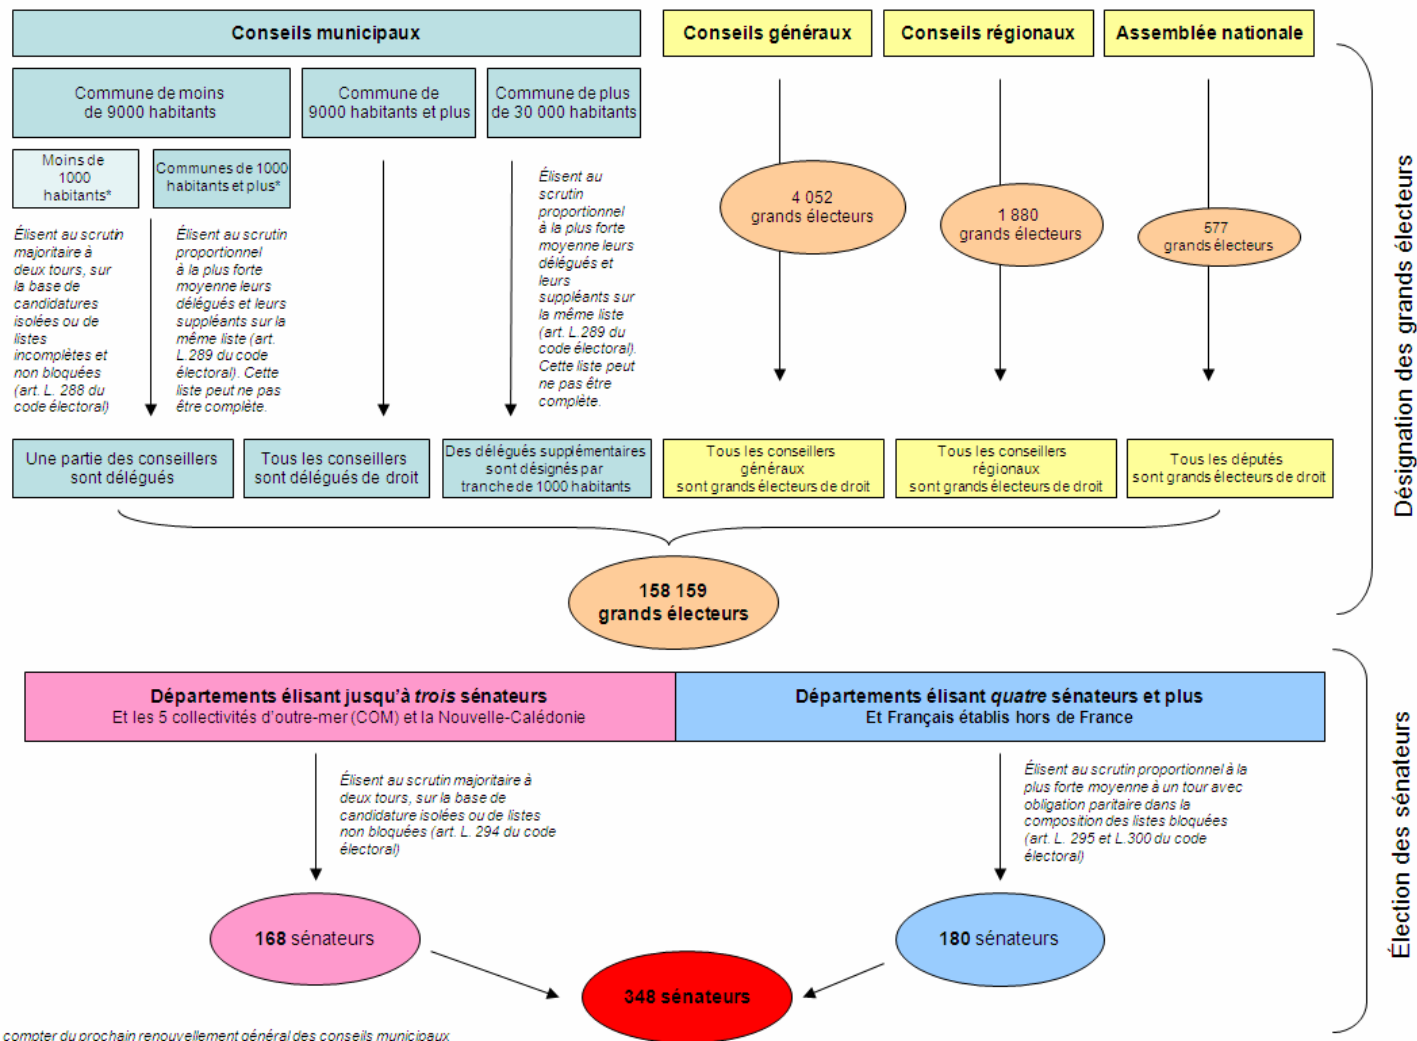 Conseils municipaux
Conseils généraux
Conseils régionaux
Assemblée nationale
Commune de moins
de 9000 habitants
Commune de
9000 habitants et plus
Commune de plus
de 30 000 habitants
Moins de
1000
habitants*
Communes de 1000
habitants et plus*
Élisent au scrutin
majoritaire à
deux tours, sur
la base de
candidatures
isolées ou de
listes
incomplètes et
non bloquées
(art. L. 288 du
code électoral)
Élisent au scrutin
proportionnel
à la plus forte
moyenne leurs
délégués et leurs
suppléants sur la
même liste (art.
L.289 du code
électoral). Cette
liste peut ne pas
être complète.
Élisent au
scrutin
proportionnel
à la plus forte
moyenne leurs
délégués et
leurs
suppléants sur
la même liste
(art. L.289 du
code électoral).
Cette liste peut
ne pas être
complète.
4 052
grands électeurs
1 880
grands électeurs
577
grands électeurs
Une partie des conseillers
sont délégués
Tous les conseillers
sont délégués de droit
Des délégués supplémentaires
sont désignés par
tranche de 1000 habitants
Tous les conseillers
généraux
sont grands électeurs de droit
Tous les conseillers
régionaux
sont grands électeurs de droit
Tous les députés
sont grands électeurs de droit
158 159
grands électeurs
Désignation des grands électeurs
Départements élisant jusqu'à trois sénateurs
Et les 5 collectivités d'outre-mer (COM) et la Nouvelle-Calédonie
Départements élisant quatre sénateurs et plus
Et Français établis hors de France
Élisent au scrutin majoritaire à
deux tours, sur la base de
candidature isolées ou de listes
non bloquées (art. L. 294 du code
électoral)
Élisent au scrutin proportionnel à la
plus forte moyenne à un tour avec
obligation paritaire dans la
composition des listes bloquées
(art. L. 295 et L.300 du code
électoral)
168 sénateurs
180 sénateurs
348 sénateurs
Élection des sénateurs
compter du prochain renouvellement général des conseils municipaux